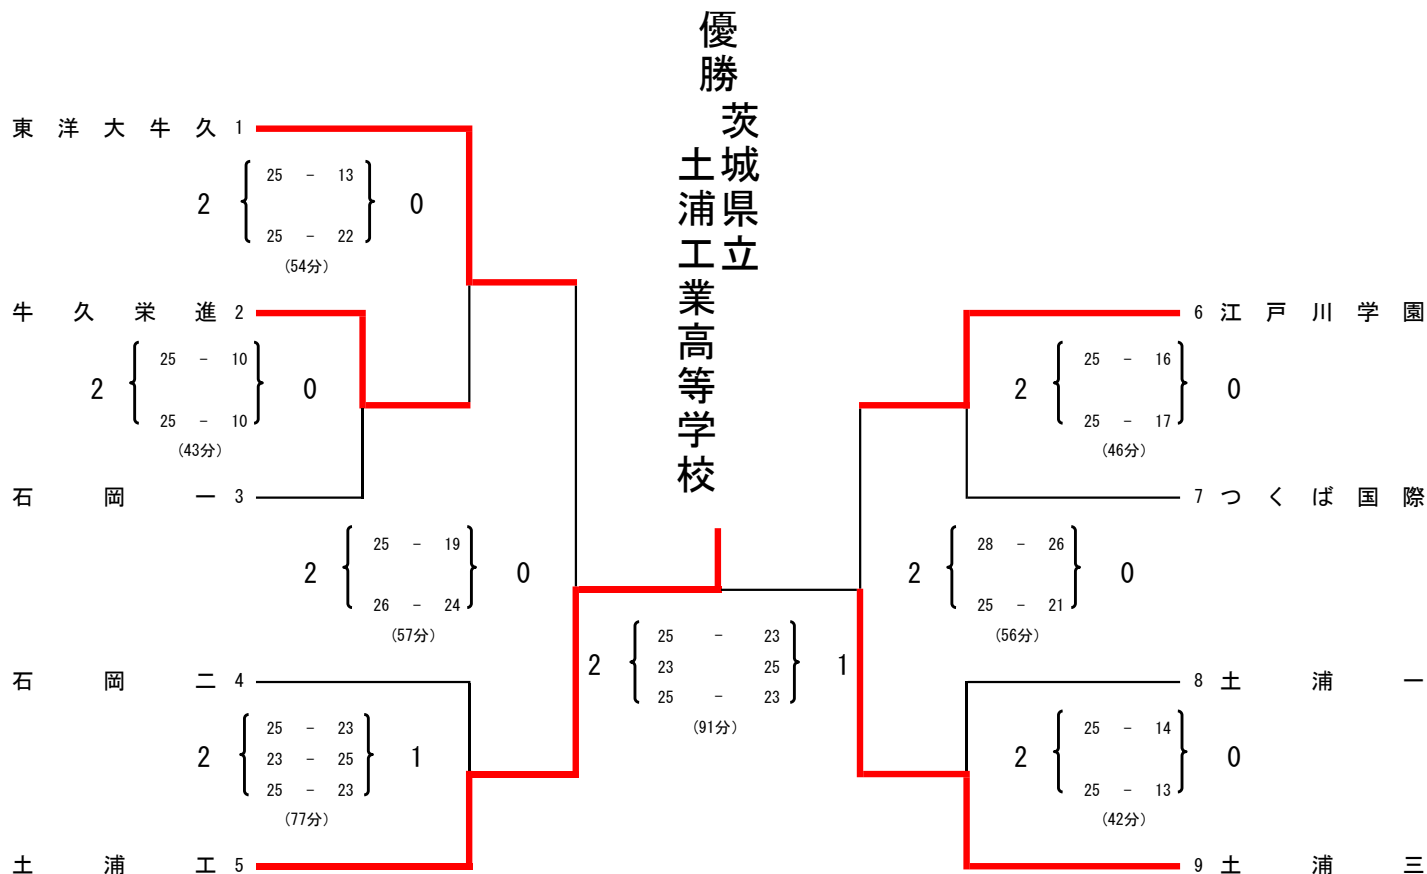 優勝
茨城県立
土浦工業高等学校
東洋大牛久 1
25 - 13
2 0
25 - 22
(54分)
牛久栄進 2
25 - 10
2 0
25 - 10
(43分)
石岡一 3
25 - 19
2 0
26 - 24
(57分)
石岡二 4
25 - 23
2 23 - 25 1
25 - 23
(77分)
土浦工 5
25 - 23
2 23 25 1
25 - 23
(91分)
6 江戸川学園
25 - 16
2 0
25 - 17
(46分)
7 つくば国際
28 - 26
2 0
25 - 21
(56分)
8 土浦一
25 - 14
2 0
25 - 13
(42分)
9 土浦三